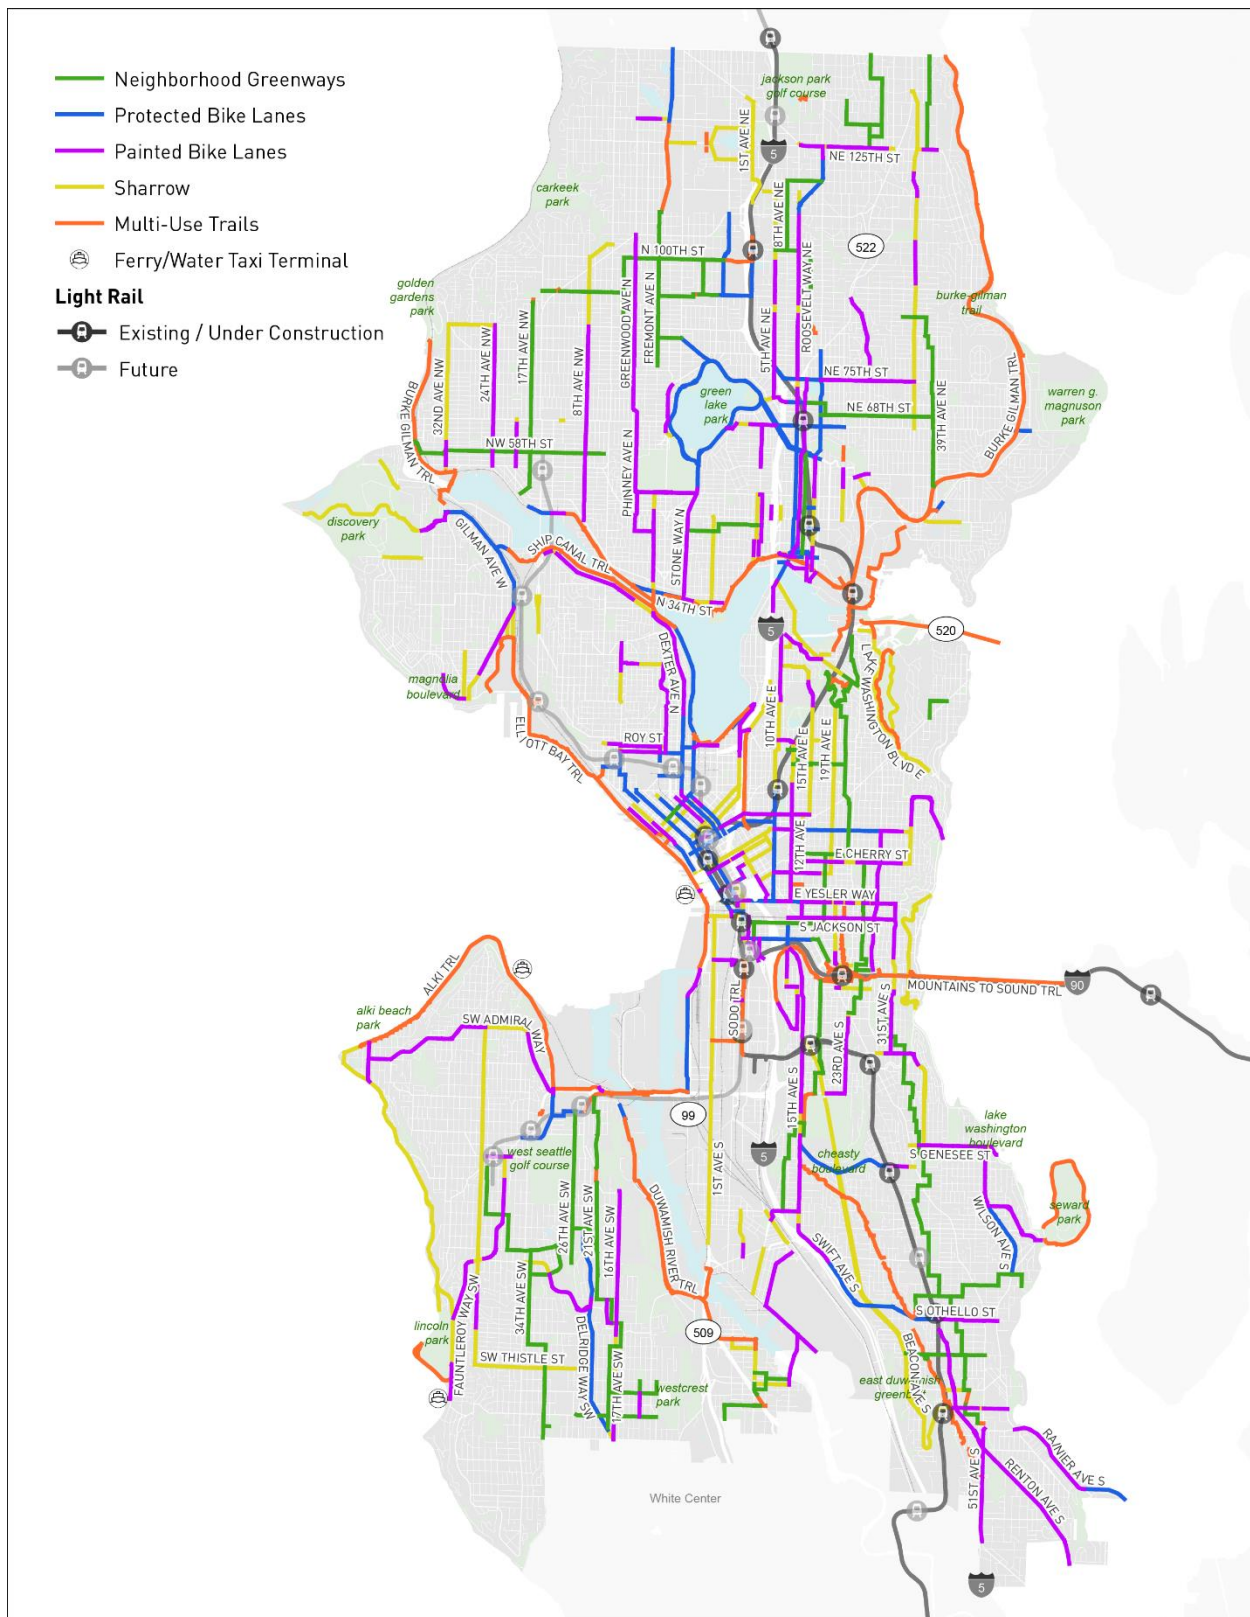 Neighborhood Greenways
Protected Bike Lanes
Painted Bike Lanes
Sharrow
Multi-Use Trails
Ferry/Water Taxi Terminal
Light Rail
Existing / Under Construction
Future
jackson park
golf course
1ST AVE NE
5
NE 125TH ST
carkeek
park
8TH AVE NE
N 100TH ST
522
ROOSEVELT WAY NE
golden
gardens
park
GREENWOOD AVE N
FREMONT AVE N
burke-gilman
trail
5TH AVE NE
17TH AVE NW
24TH AVE NW
8TH AVE NW
32ND AVE NW
BURKE GILMAN TRL
NE 75TH ST
green
lake
park
warren g.
magnuson
park
NE 68TH ST
39TH AVE NE
BURKE GILMAN TRL
NW 58TH ST
PHINNEY AVE N
discovery
park
GILMAN AVE W
SHIP CANAL TRL
STONE WAY N
N 34TH ST
5
520
DEXTER AVE N
LAKE WASHINGTON BLVD E
magnolia
boulevard
ELLIOTT BAY TRL
ROY ST
10TH AVE E
15TH AVE E
19TH AVE E
12TH AVE
E CHERRY ST
E YESLER WAY
S JACKSON ST
ALKI TRL
SODO TRL
MOUNTAINS TO SOUND TRL
90
alki beach
park
SW ADMIRAL WAY
31ST AVE S
23RD AVE S
15TH AVE S
99
5
lake
washington
boulevard
S GENESEE ST
cheasty
boulevard
west seattle
golf course
1ST AVE S
DUWAMISH RIVER TRL
26TH AVE SW
21ST AVE SW
16TH AVE SW
seward
park
WILSON AVE S
SWIFT AVE S
S OTHELLO ST
34TH AVE SW
FAUNTLEROY WAY SW
lincoln
park
509
SW THISTLE ST
DELRIDGE WAY SW
17TH AVE SW
westcrest
park
BEACON AVE S
east duwamish
greenbelt
RAINIER AVE S
RENTON AVE S
51ST AVE S
White Center
5